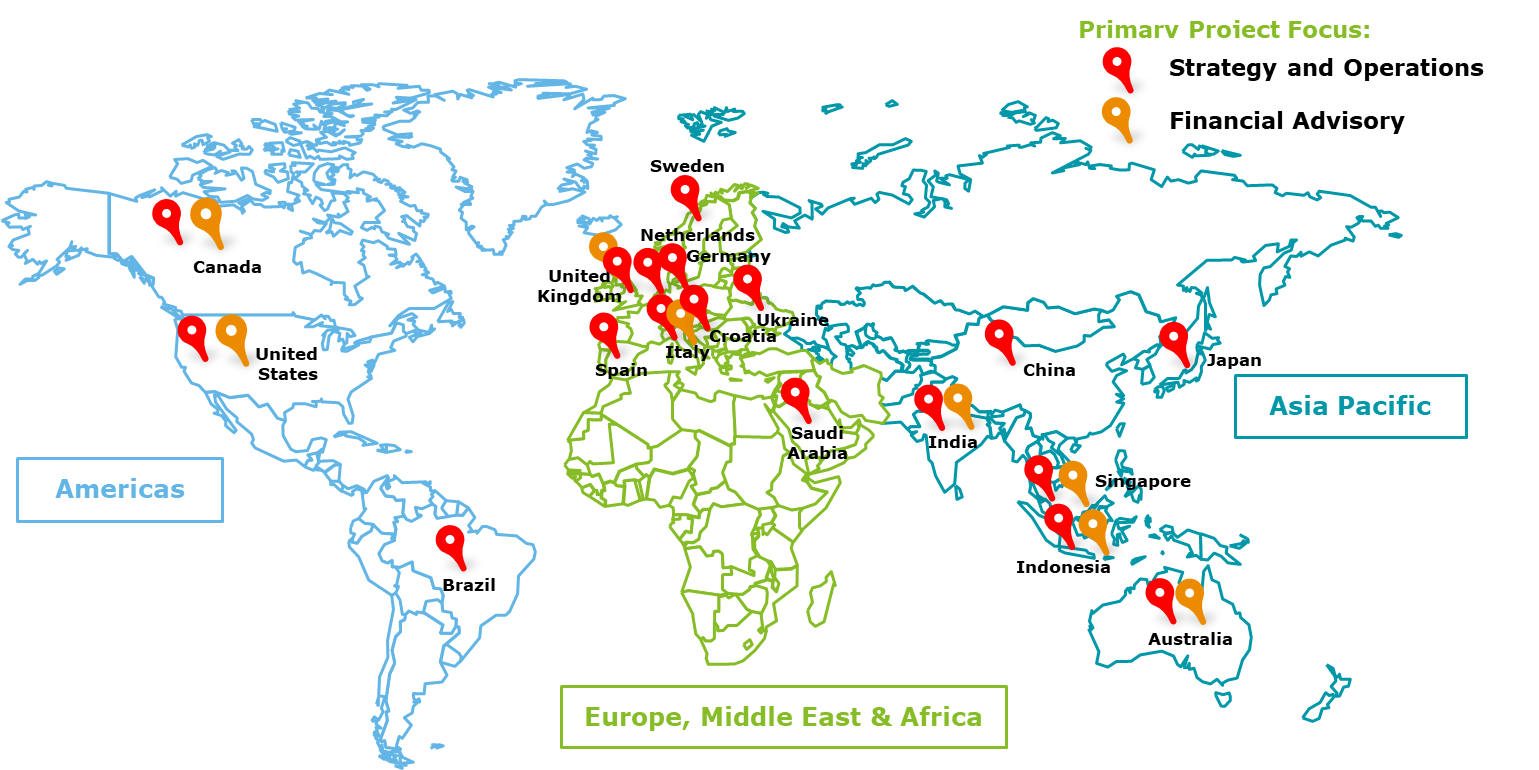 Primary Project Focus:
Strategy and Operations
Financial Advisory
Sweden
Netherlands
Germany
United
Kingdom
Canada
Ukraine
Croatia
Italy
Spain
United
States
China
Japan
Asia Pacific
Saudi
Arabia
India
Singapore
Americas
Indonesia
Brazil
Australia
Europe, Middle East & Africa